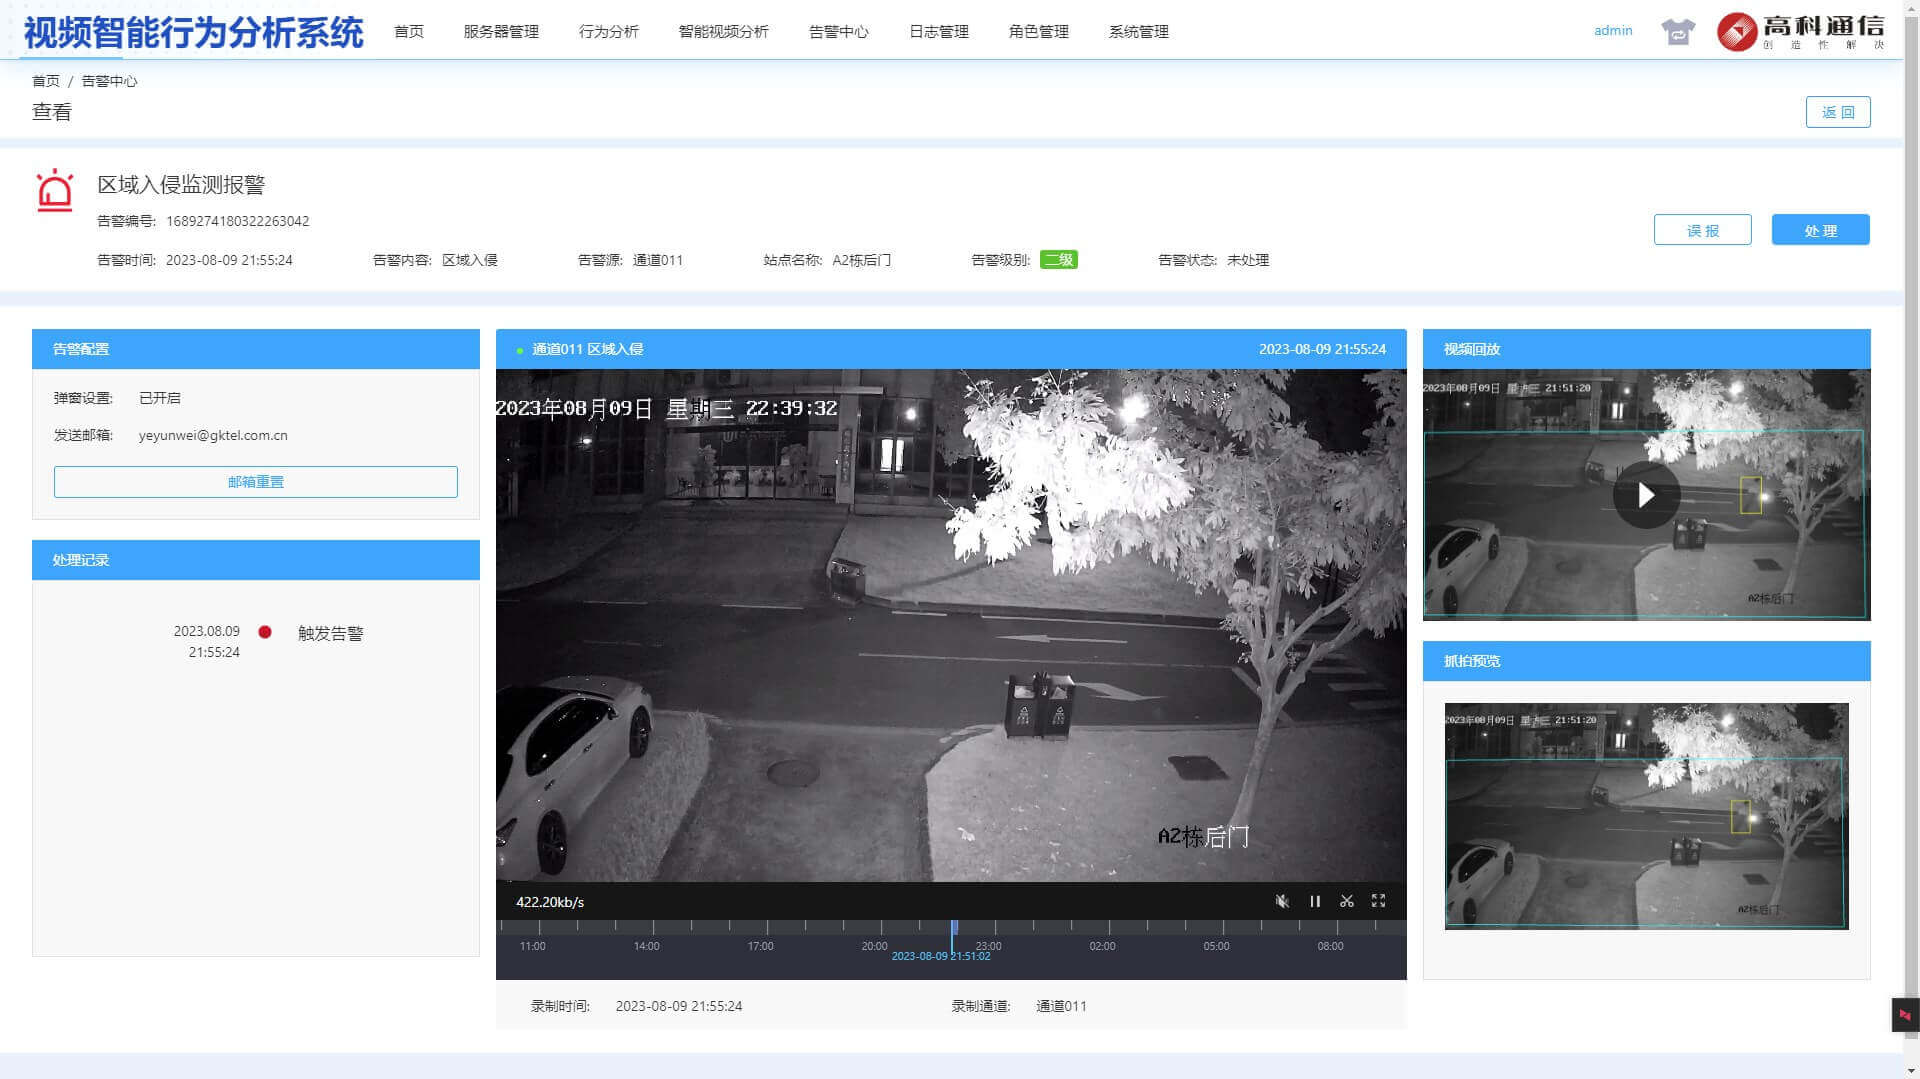 视频智能行为分析系统
首页 服务器管理 行为分析 智能视频分析 告警中心 日志管理 角色管理 系统管理
admin
高科通信
创造性解决
首页 / 告警中心
查看
返 回
区域入侵监测报警
告警编号: 1689274180322263042
误 报
处 理
告警时间: 2023-08-09 21:55:24 告警内容: 区域入侵 告警源: 通道011 站点名称: A2栋后门 告警级别: 二级 告警状态: 未处理
告警配置
弹窗设置: 已开启
发送邮箱: yeyunwei@gktel.com.cn
邮箱重置
处理记录
2023.08.09
21:55:24
触发告警
通道011 区域入侵
2023-08-09 21:55:24
2023年08月09日 星期三 22:39:32
A2栋后门
422.20kb/s
11:00 14:00 17:00 20:00 23:00 02:00 05:00 08:00
2023-08-09 21:51:02
录制时间: 2023-08-09 21:55:24
录制通道: 通道011
视频回放
2023年08月09日 星期三 21:51:20
A2栋后门
抓拍预览
2023年08月09日 星期三 21:51:20
A2栋后门